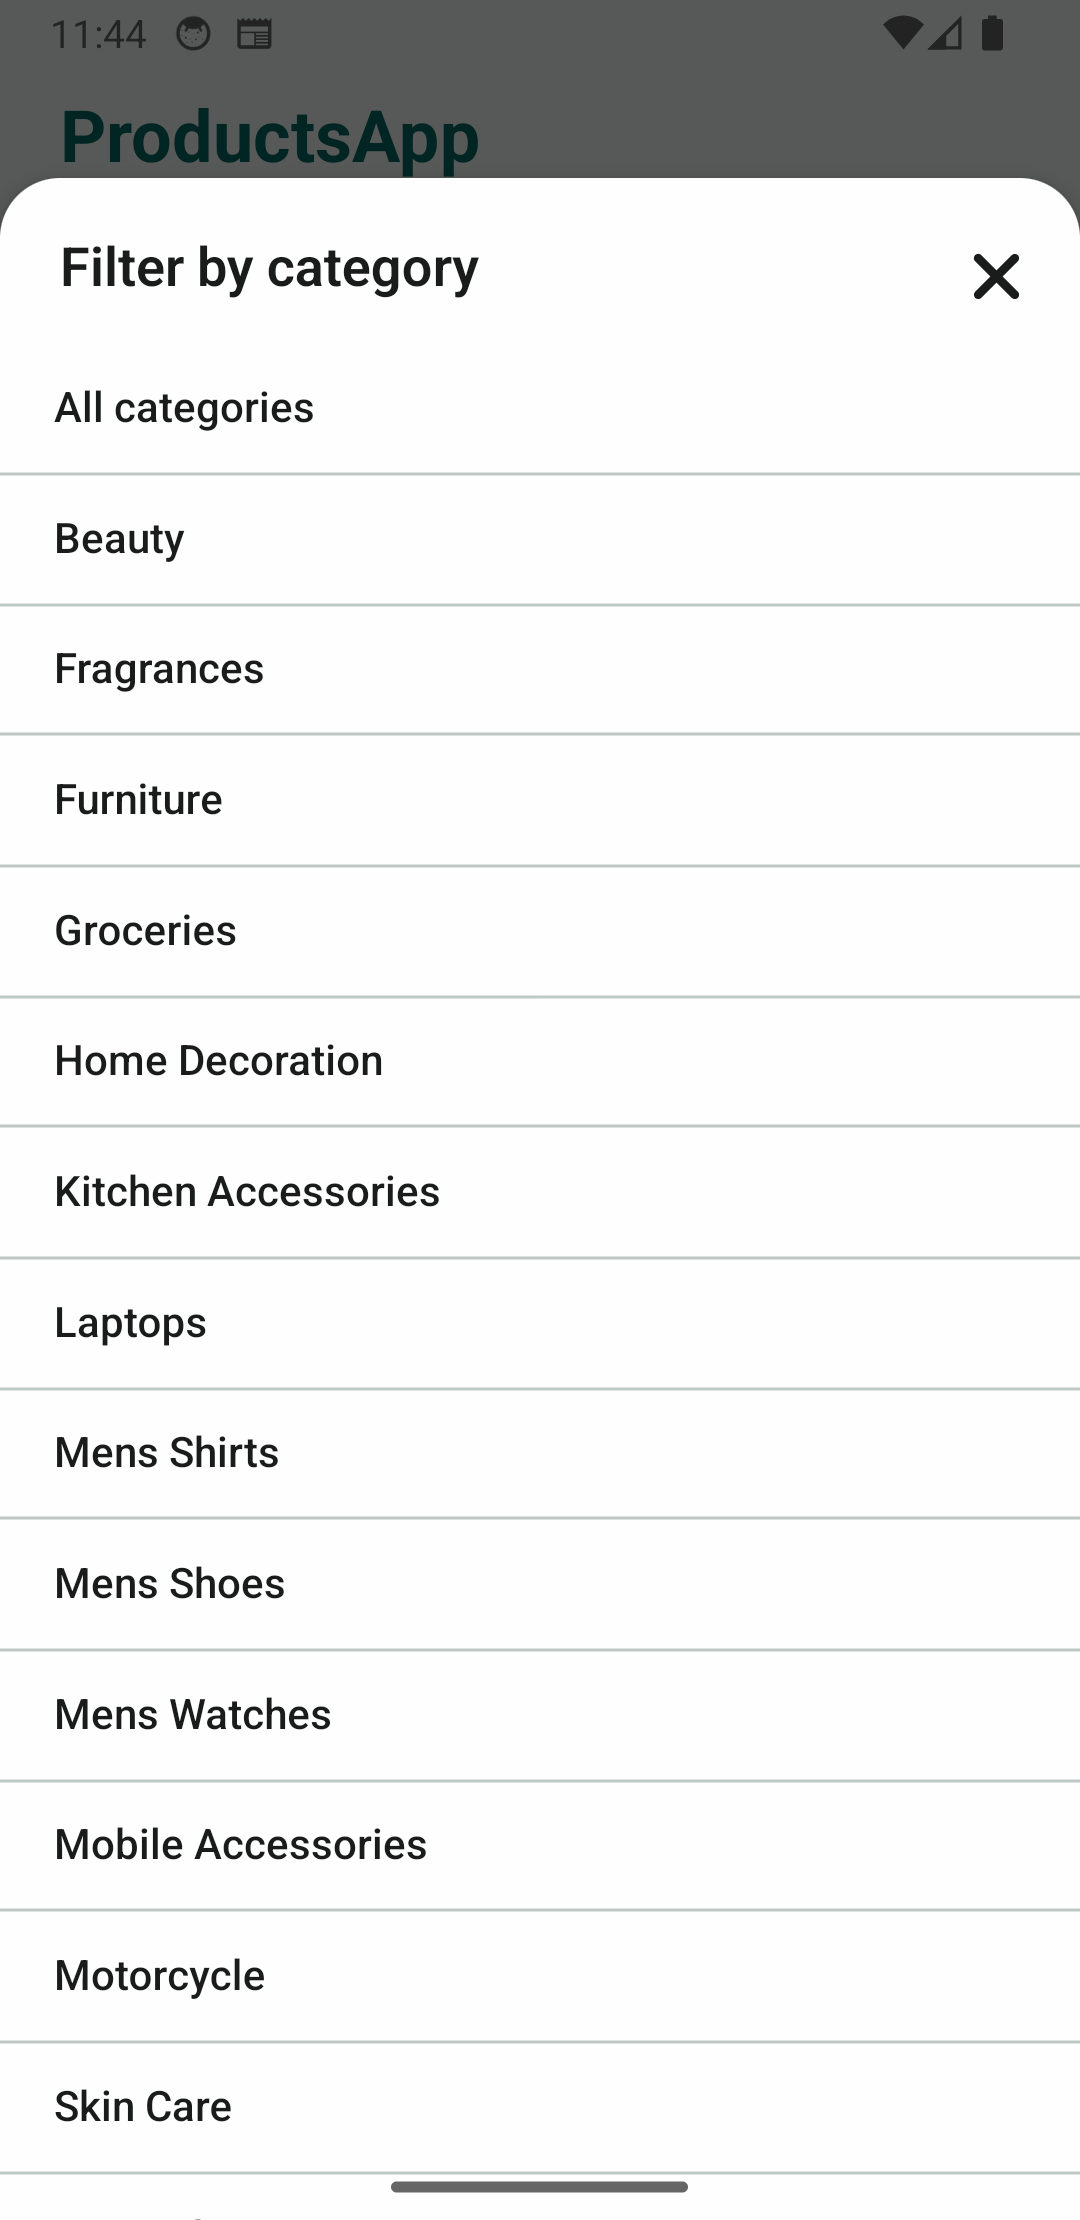 11:44
ProductsApp
Filter by category
All categories
Beauty
Fragrances
Furniture
Groceries
Home Decoration
Kitchen Accessories
Laptops
Mens Shirts
Mens Shoes
Mens Watches
Mobile Accessories
Motorcycle
Skin Care